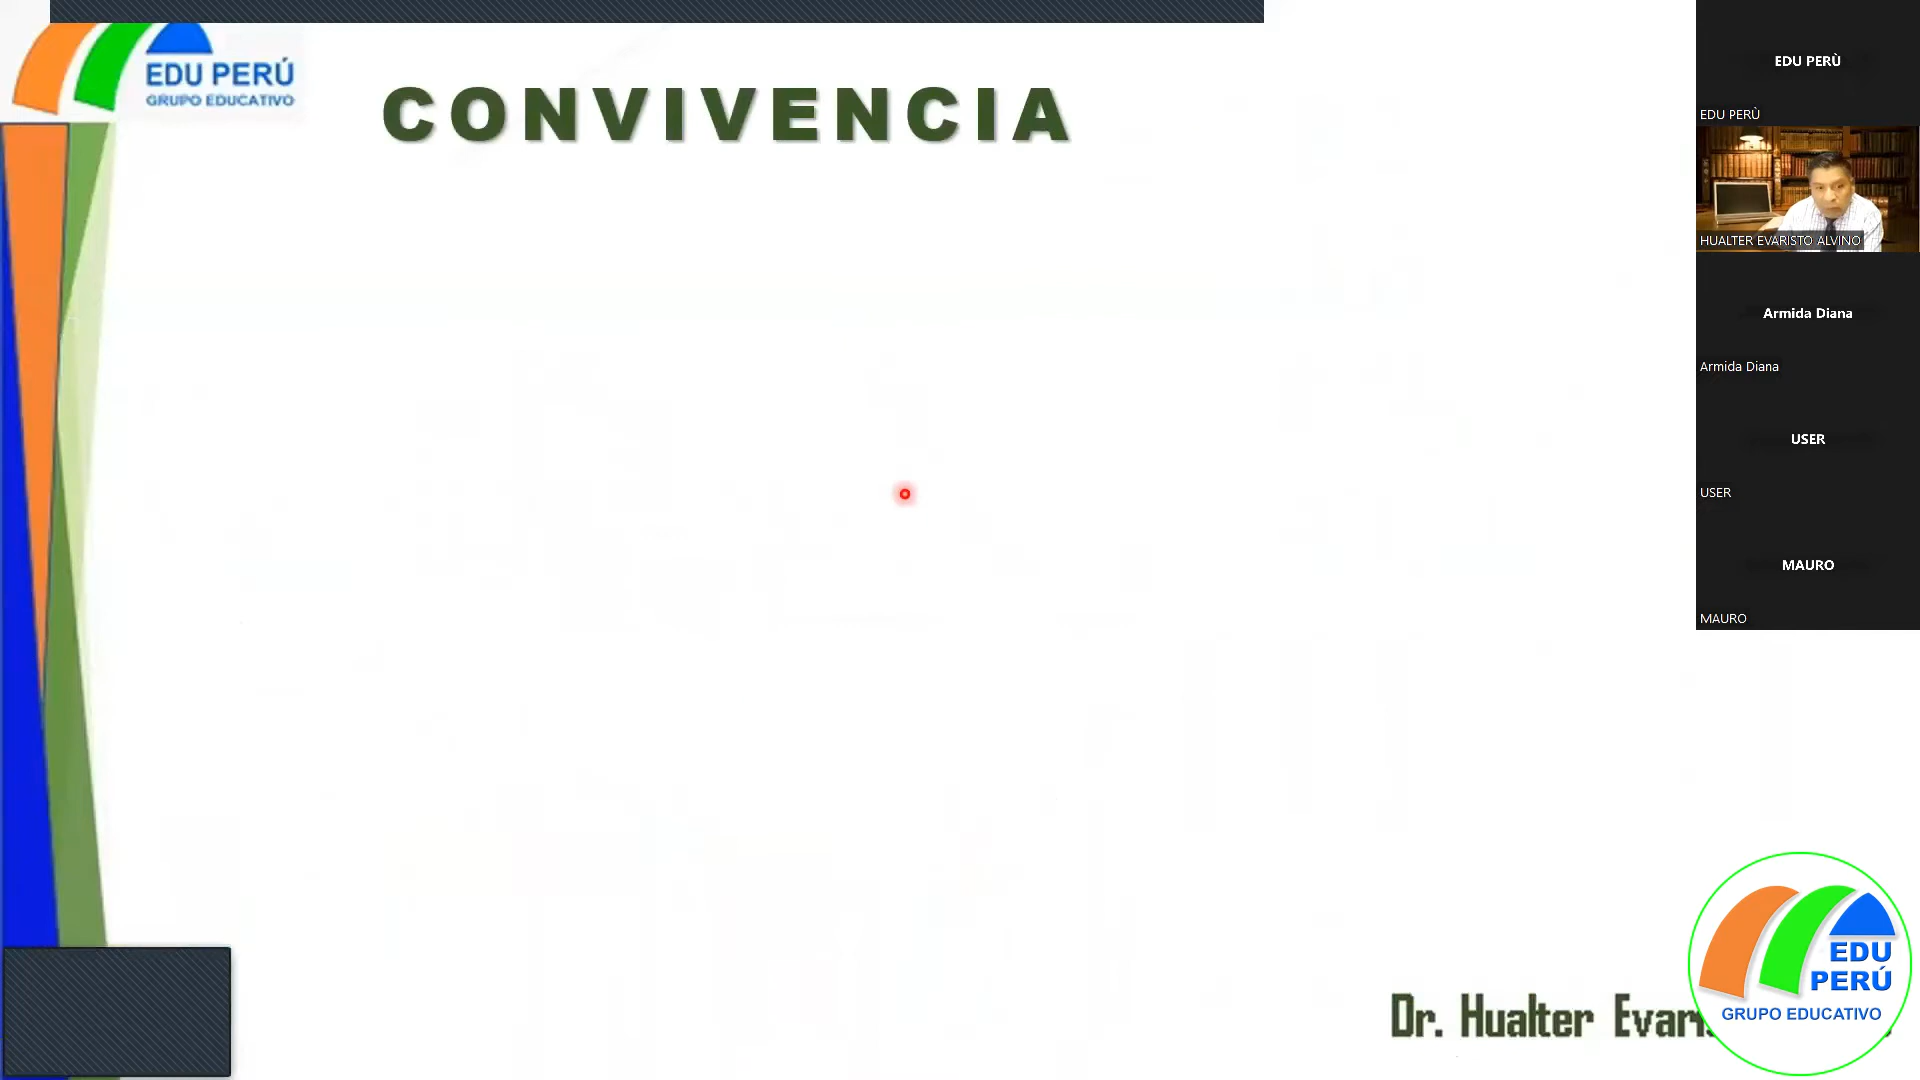 EDU PERÚ
GRUPO EDUCATIVO
CONVIVENCIA
EDU PERÙ
EDU PERÙ
HUALTER EVARISTO ALVINO
Armida Diana
Armida Diana
USER
USER
MAURO
MAURO
Dr. Hualter
EDU
PERÚ
GRUPO EDUCATIVO